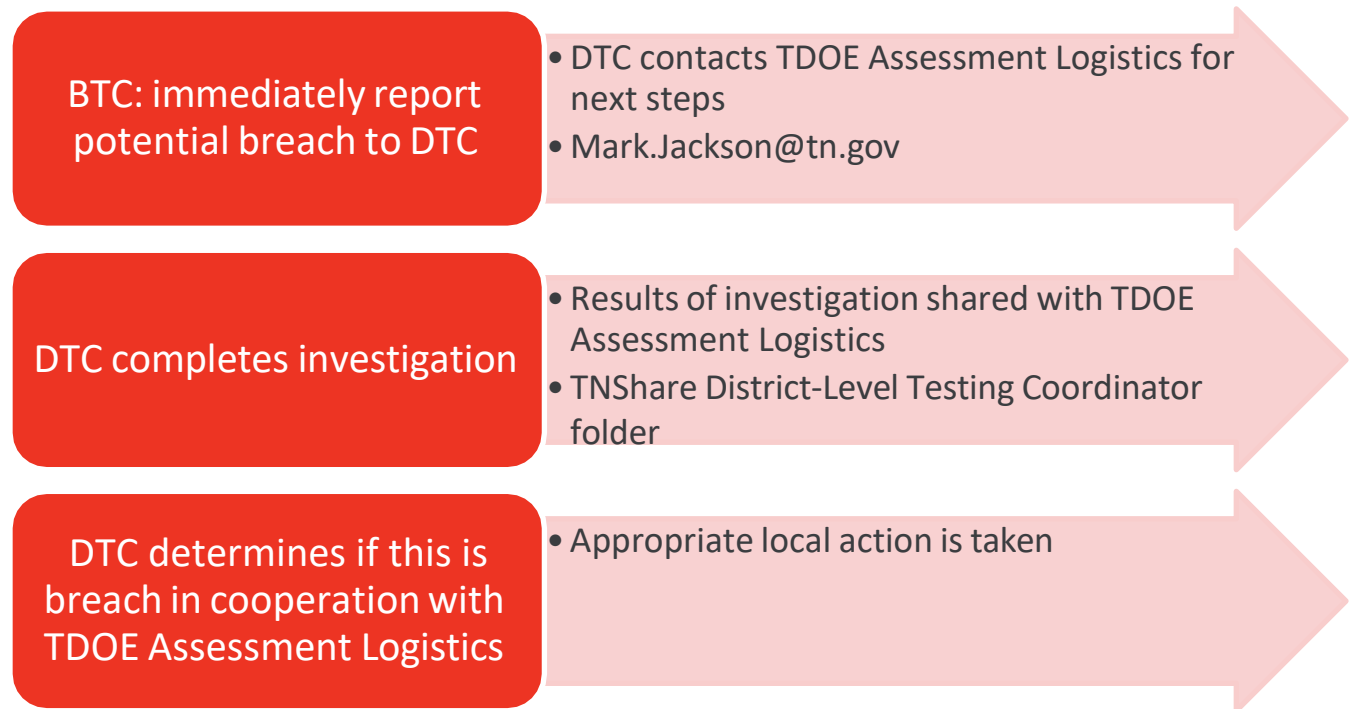 BTC: immediately report
potential breach to DTC
• DTC contacts TDOE Assessment Logistics for
next steps
• Mark.Jackson@tn.gov
DTC completes investigation
• Results of investigation shared with TDOE
Assessment Logistics
• TNShare District-Level Testing Coordinator
folder
DTC determines if this is
breach in cooperation with
TDOE Assessment Logistics
• Appropriate local action is taken